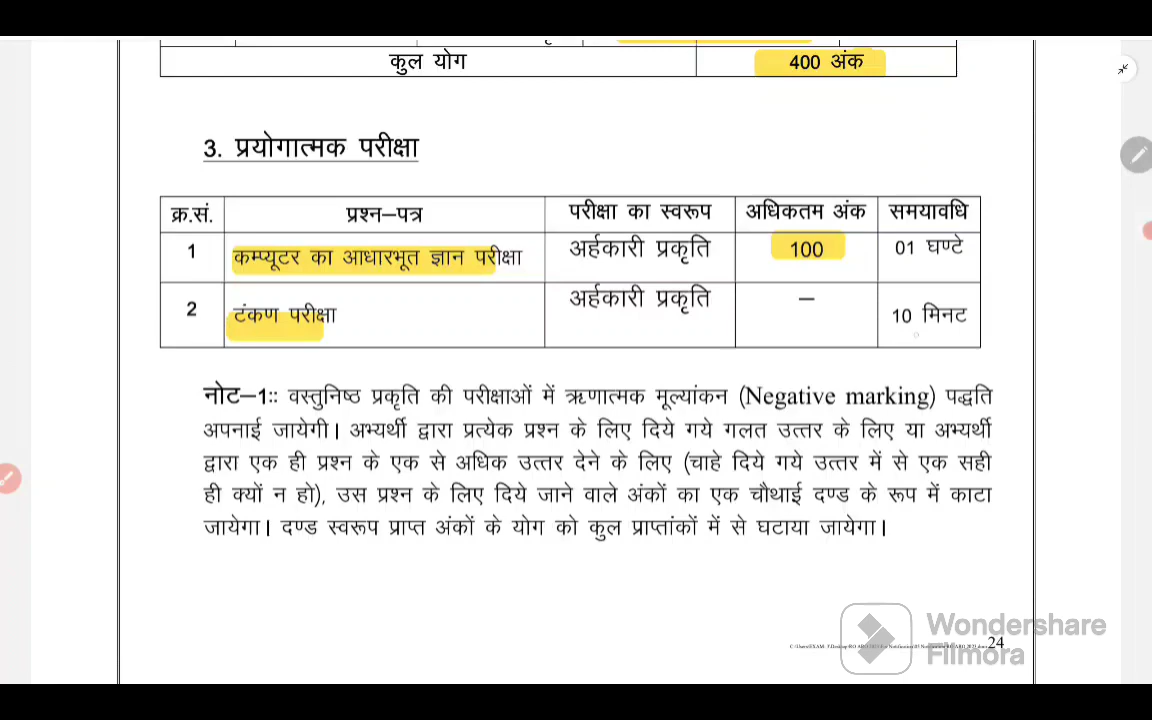 कुल योग 400 अंक
3. प्रयोगात्मक परीक्षा
क्र.सं. प्रश्न–पत्र परीक्षा का स्वरूप अधिकतम अंक समयावधि
1 कम्प्यूटर का आधारभूत ज्ञान परीक्षा अर्हकारी प्रकृति 100 01 घण्टे
2 टंकण परीक्षा अर्हकारी प्रकृति – 10 मिनट
नोट–1:: वस्तुनिष्ठ प्रकृति की परीक्षाओं में ऋणात्मक मूल्यांकन (Negative marking) पद्धति
अपनाई जायेगी। अभ्यर्थी द्वारा प्रत्येक प्रश्न के लिए दिये गये गलत उत्तर के लिए या अभ्यर्थी
द्वारा एक ही प्रश्न के एक से अधिक उत्तर देने के लिए (चाहे दिये गये उत्तर में से एक सही
ही क्यों न हो), उस प्रश्न के लिए दिये जाने वाले अंकों का एक चौथाई दण्ड के रूप में काटा
जायेगा। दण्ड स्वरूप प्राप्त अंकों के योग को कुल प्राप्तांकों में से घटाया जायेगा।
Wondershare
Filmora
24